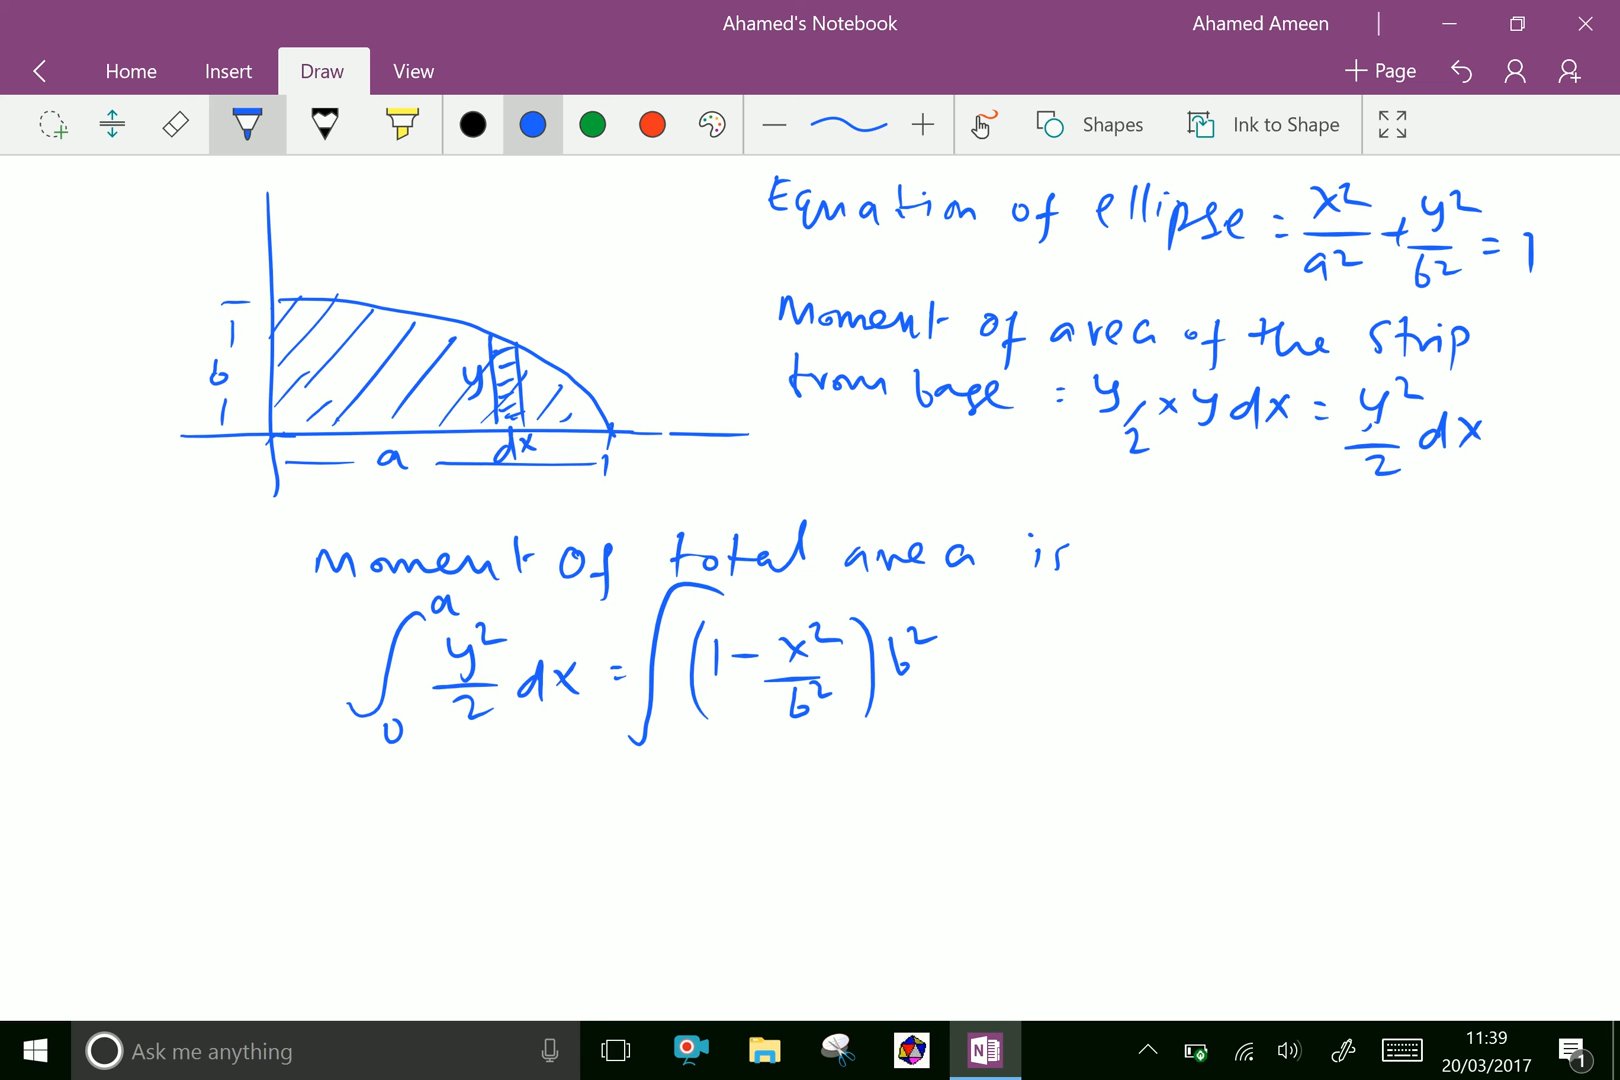 Ahamed's Notebook
Ahamed Ameen
Home Insert Draw View
Page
Shapes
Ink to Shape
Equation of ellipse = x²/a² + y²/b² = 1
Moment of area of the strip
from base = y/2 × y dx = y²/2 dx
b
y
dx
a
Moment of total area is
∫₀ᵃ y²/2 dx = ∫ (1 - x²/b²) b²
Ask me anything
11:39
20/03/2017
1